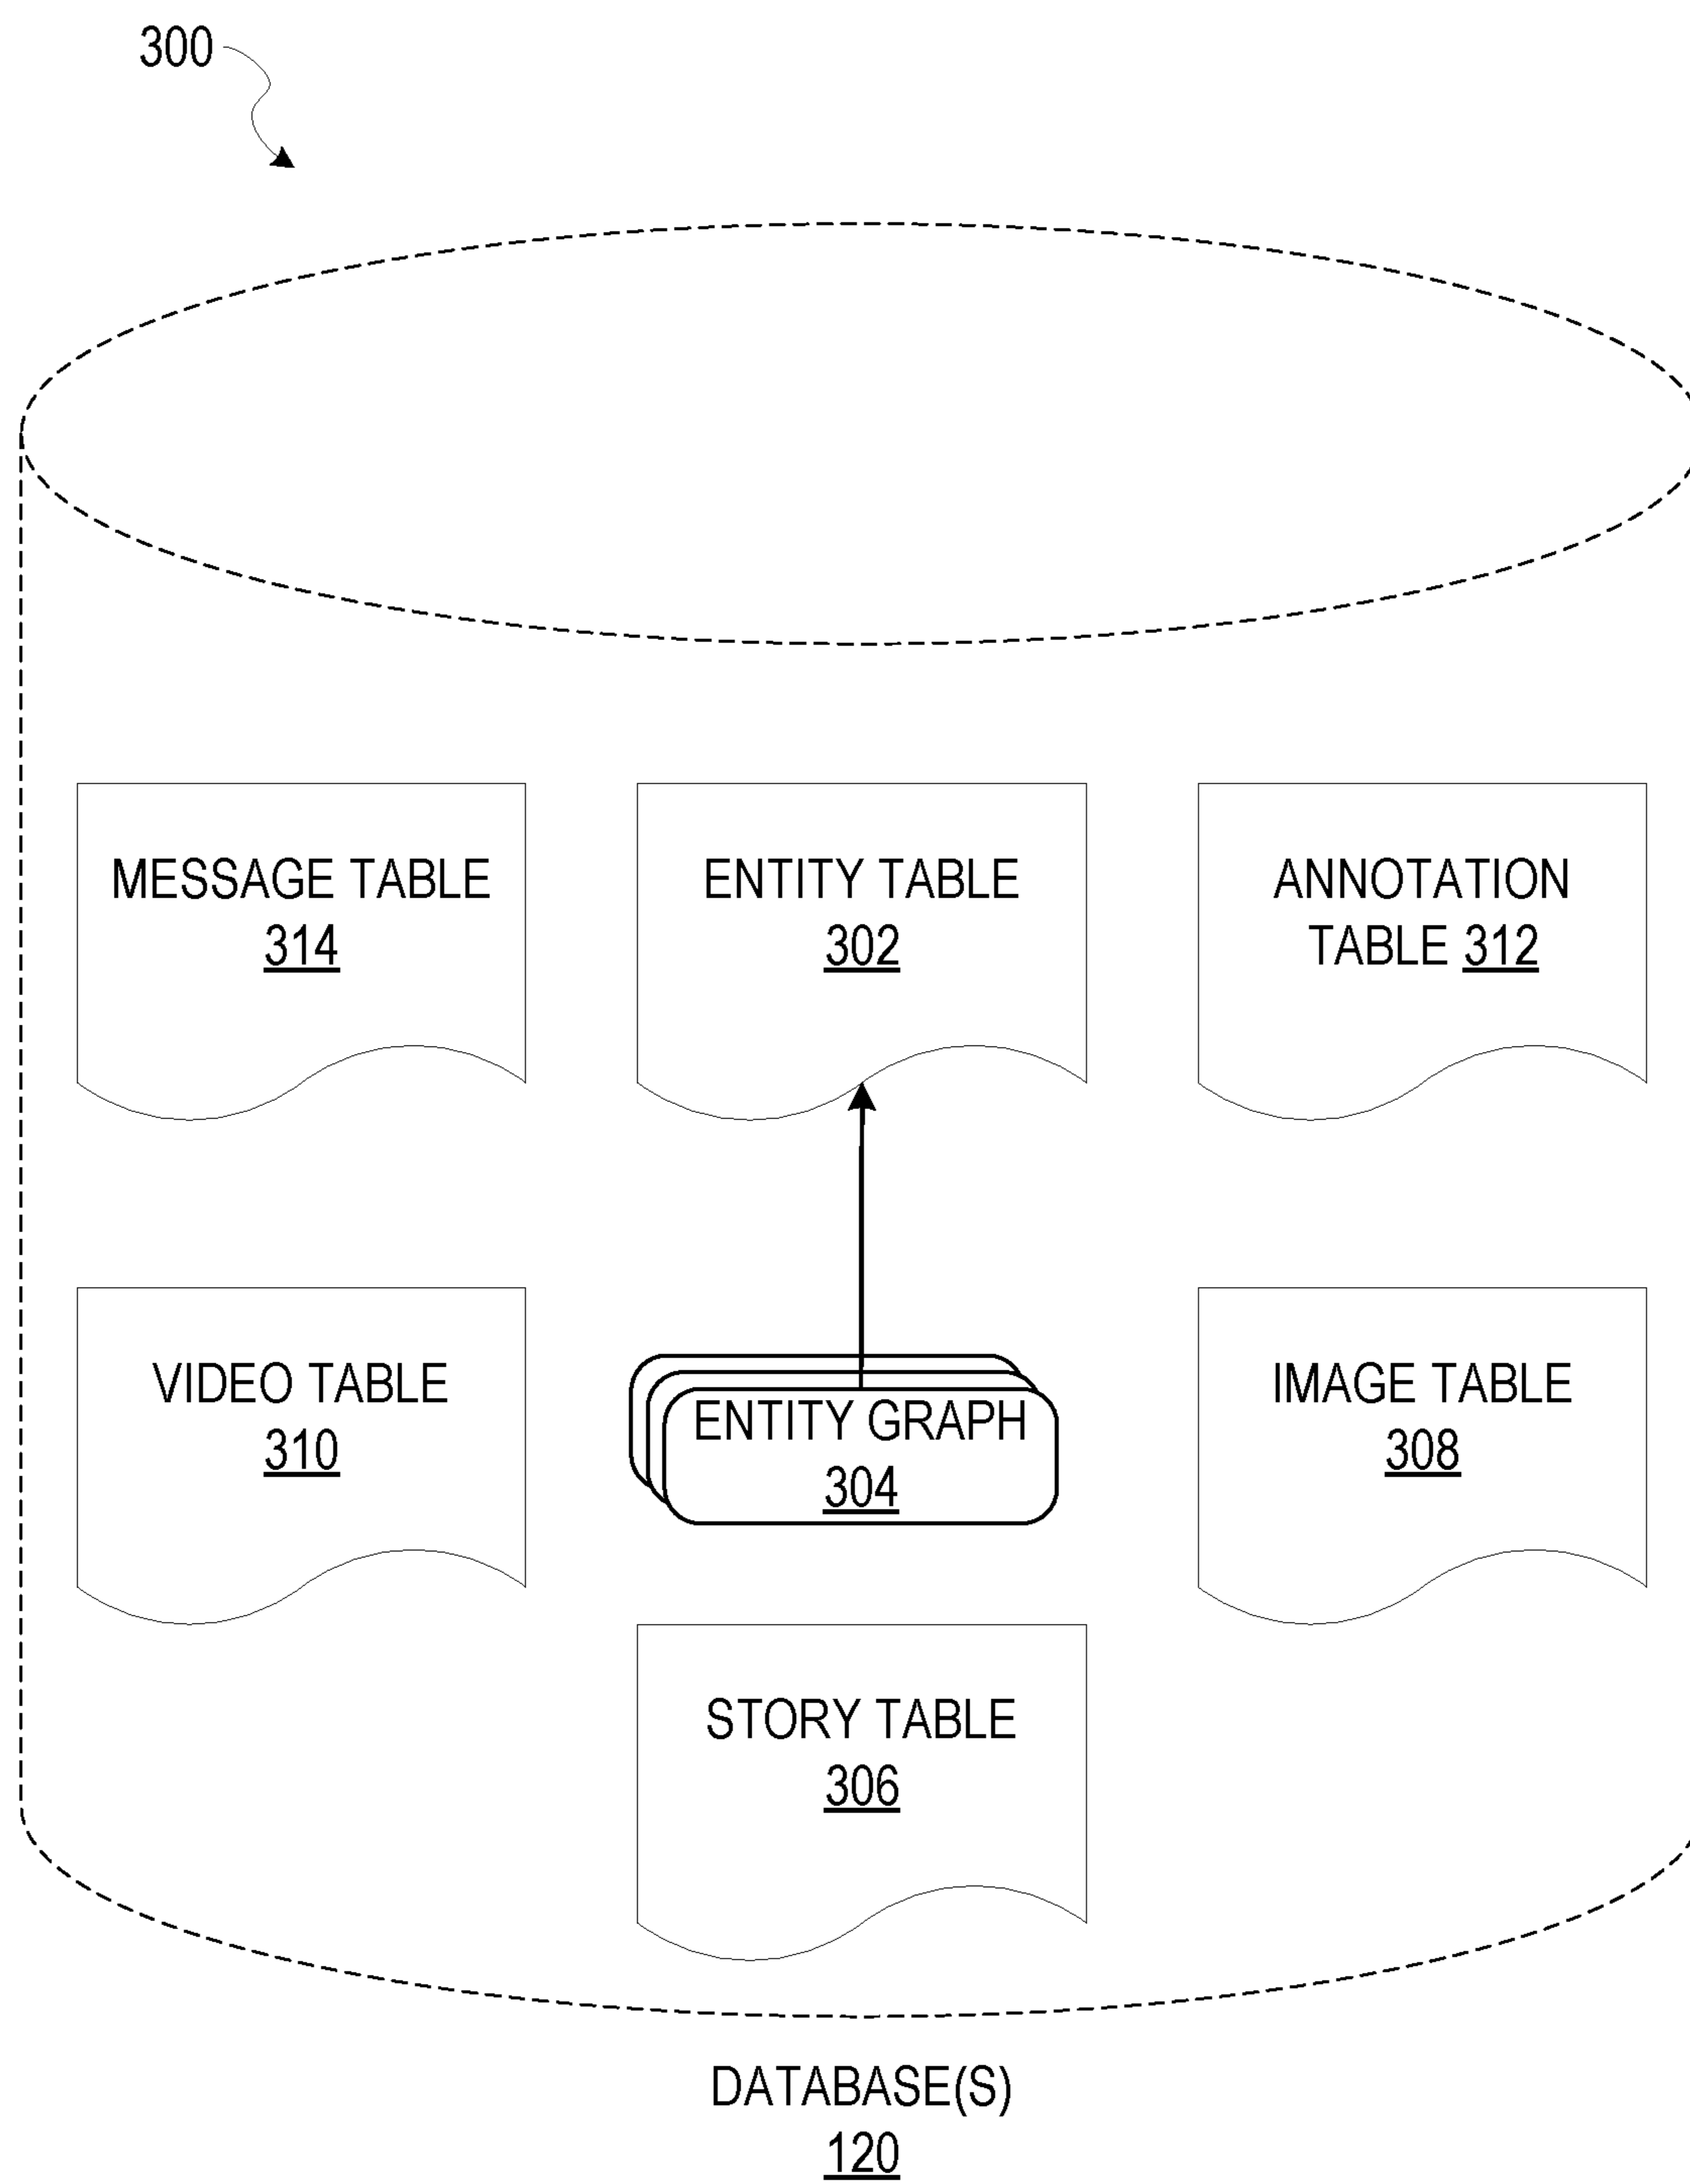 300
MESSAGE TABLE
314
ENTITY TABLE
302
ANNOTATION
TABLE 312
VIDEO TABLE
310
ENTITY GRAPH
304
IMAGE TABLE
308
STORY TABLE
306
DATABASE(S)
120